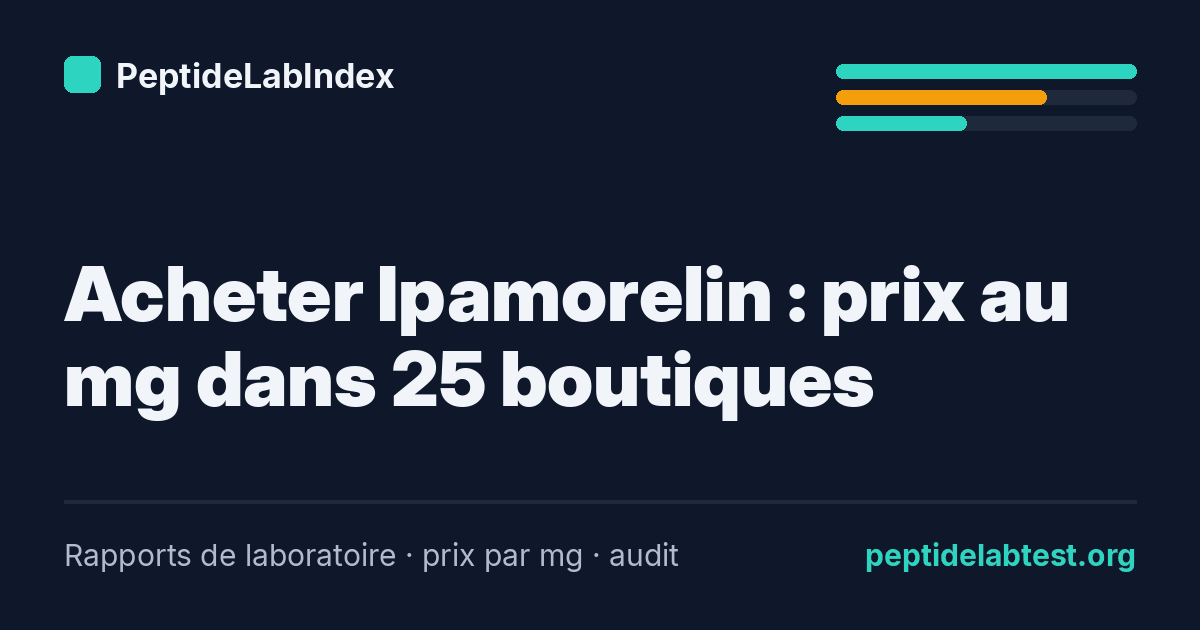 PeptideLabIndex
Acheter Ipamorelin : prix au
mg dans 25 boutiques
Rapports de laboratoire · prix par mg · audit
peptidelabtest.org